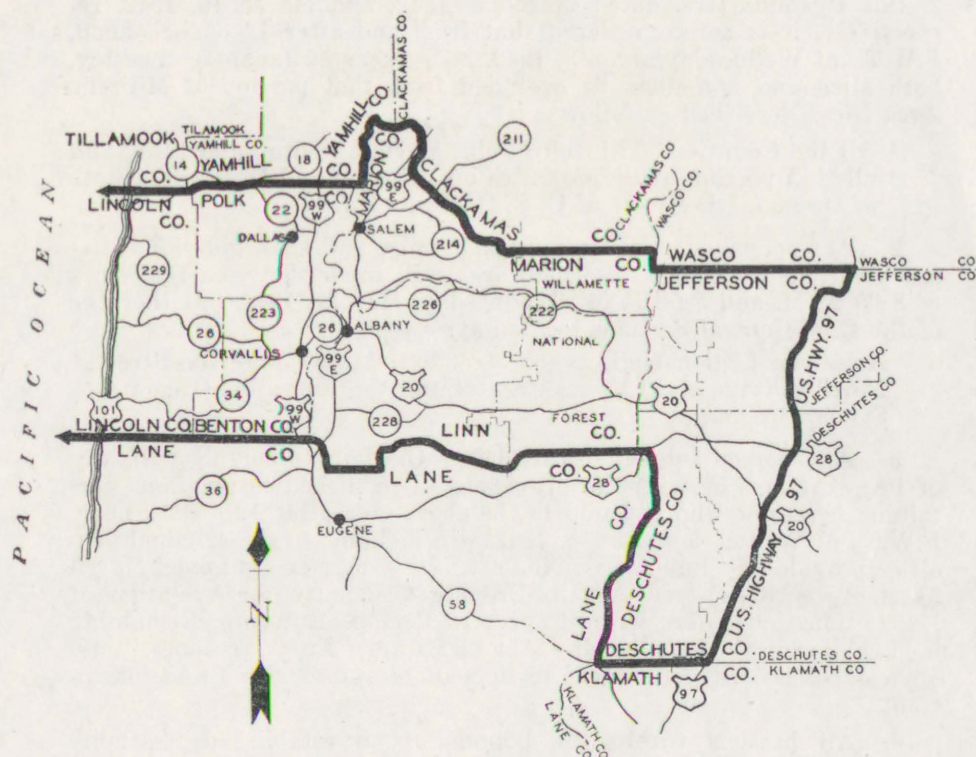 CLACKAMAS CO.
YAMHILL CO.
TILLAMOOK
TILAMOOK
YAMHILL CO.
14
YAMHILL
18
MARION
CO.
211
CO.
CO.
LINCOLN
CO.
POLK
CO.
22
99
W
99
E
CLACKAMAS
CO.
CLACKAMAS CO.
WASCO CO.
DALLAS
SALEM
214
MARION
CO.
WASCO
CO.
JEFFERSON
CO.
WASCO CO.
JEFFERSON CO.
229
WILLAMETTE
226
222
223
26
26
ALBANY
NATIONAL
CORVALLIS
99
E
U.S. HWY. 97
JEFFERSON CO.
DESCHUTES CO.
20
20
34
101
99
W
228
LINN
FOREST
CO.
LINCOLN CO.
BENTON CO.
LANE
CO
LANE
CO.
28
28
PACIFIC OCEAN
36
EUGENE
CO.
DESCHUTES CO.
LANE
20
U.S. HIGHWAY 97
N
58
DESCHUTES
CO.
KLAMATH
CO.
DESCHUTES CO.
KLAMATH CO
97
KLAMATH CO
LANE CO.